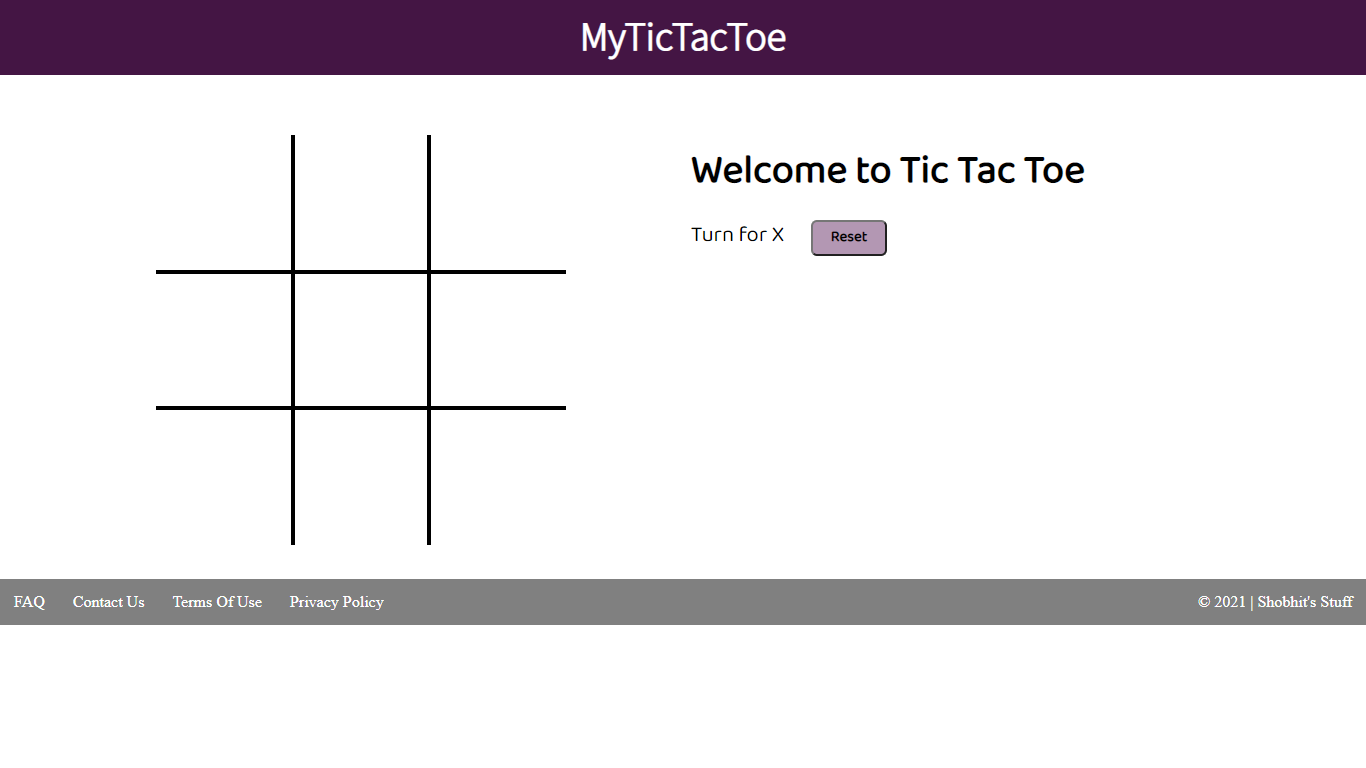 MyTicTacToe
Welcome to Tic Tac Toe
Turn for X Reset
FAQ Contact Us Terms Of Use Privacy Policy © 2021 | Shobhit's Stuff